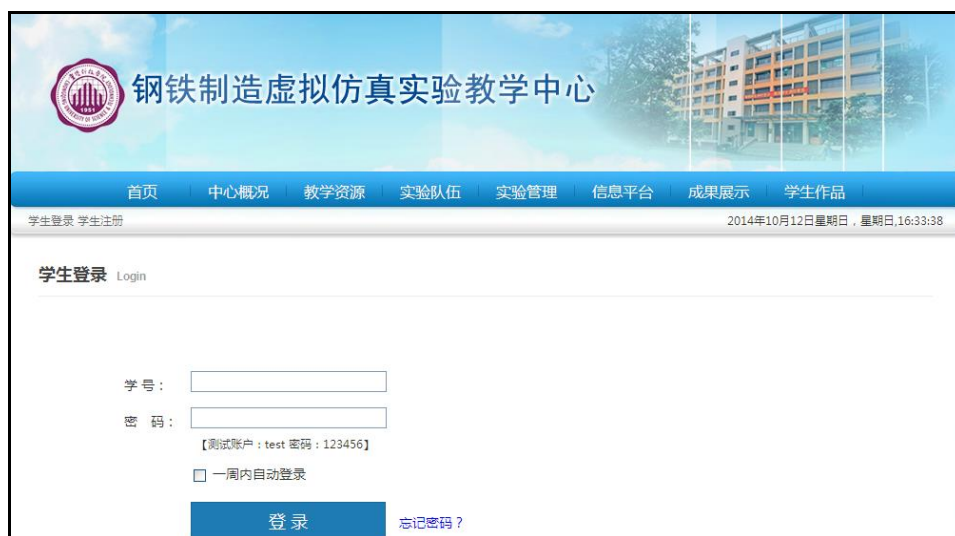 钢铁制造虚拟仿真实验教学中心
首页 中心概况 教学资源 实验队伍 实验管理 信息平台 成果展示 学生作品
学生登录 学生注册 2014年10月12日星期日，星期日,16:33:38
学生登录 Login
学 号：
密 码：
【测试账户：test 密码：123456】
一周内自动登录
登 录 忘记密码？